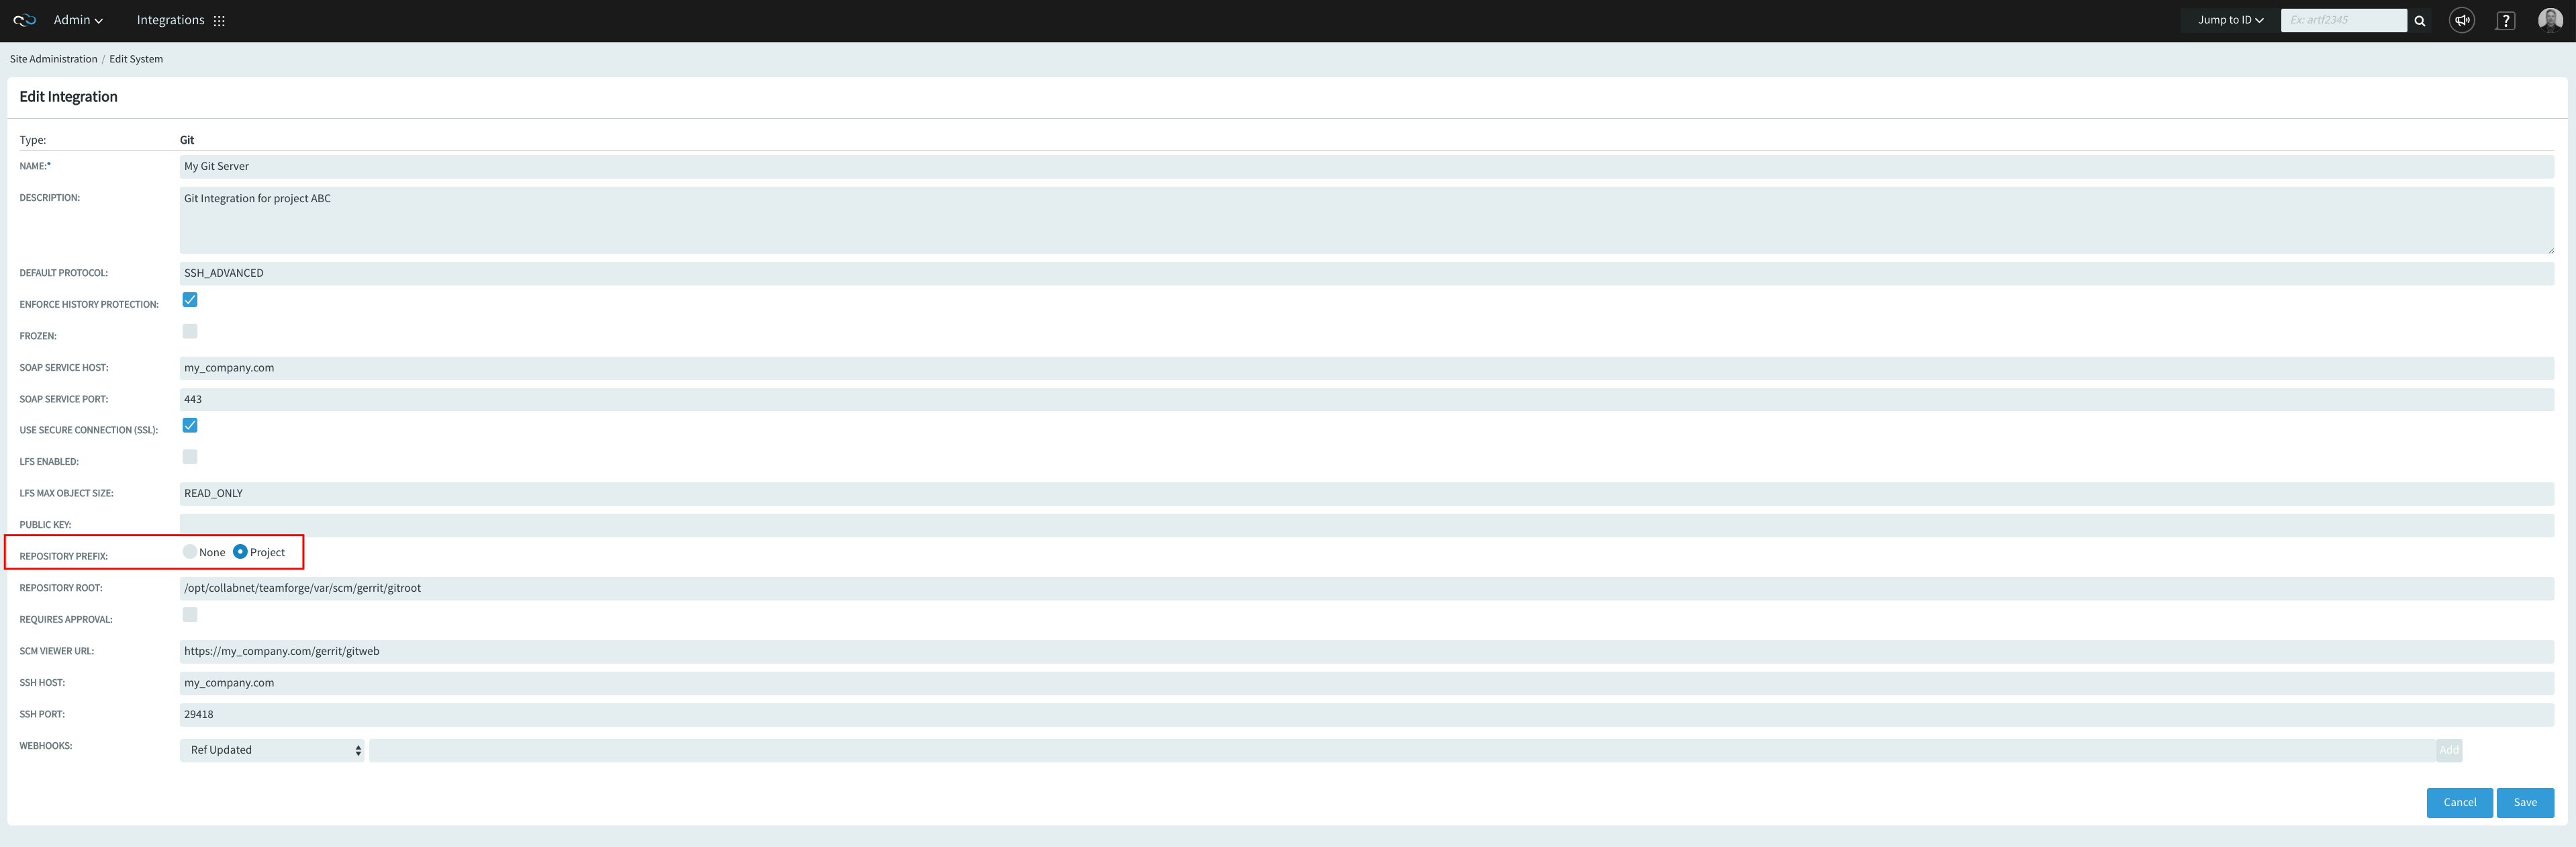 Admin Integrations Jump to ID Ex: artf2345 ?
Site Administration / Edit System
Edit Integration
Type: Git
NAME:* My Git Server
DESCRIPTION: Git Integration for project ABC
DEFAULT PROTOCOL: SSH_ADVANCED
ENFORCE HISTORY PROTECTION:
FROZEN:
SOAP SERVICE HOST: my_company.com
SOAP SERVICE PORT: 443
USE SECURE CONNECTION (SSL):
LFS ENABLED:
LFS MAX OBJECT SIZE: READ_ONLY
PUBLIC KEY:
REPOSITORY PREFIX: None Project
REPOSITORY ROOT: /opt/collabnet/teamforge/var/scm/gerrit/gitroot
REQUIRES APPROVAL:
SCM VIEWER URL: https://my_company.com/gerrit/gitweb
SSH HOST: my_company.com
SSH PORT: 29418
WEBHOOKS: Ref Updated Add
Cancel Save